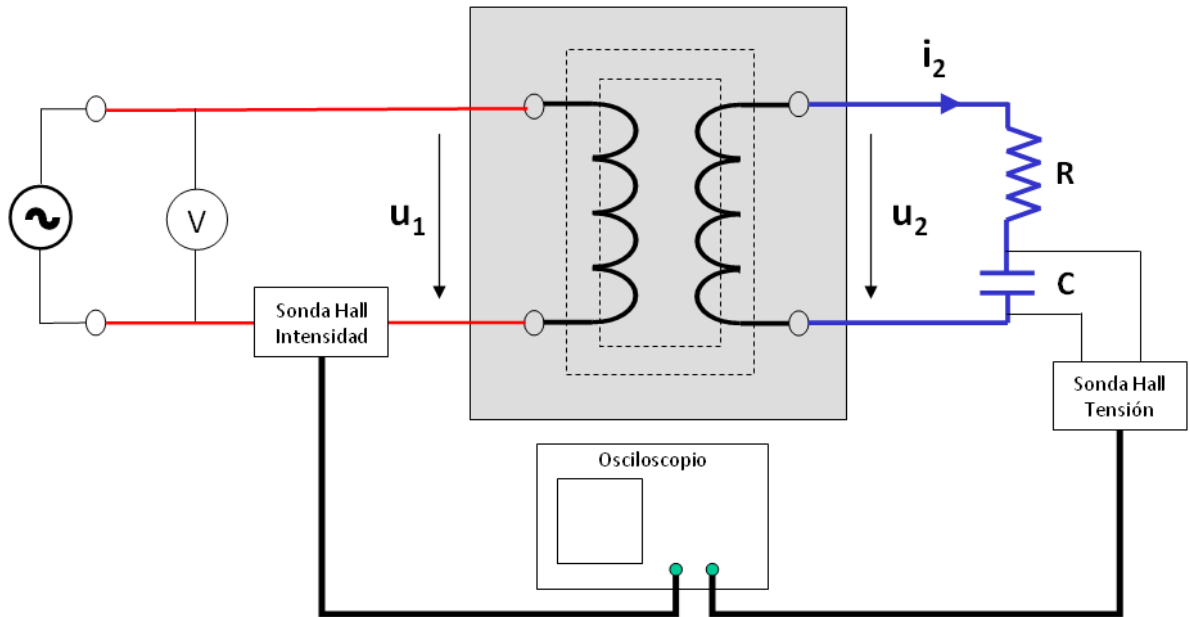 i2
R
V
u1
u2
C
Sonda Hall
Intensidad
Sonda Hall
Tensión
Osciloscopio